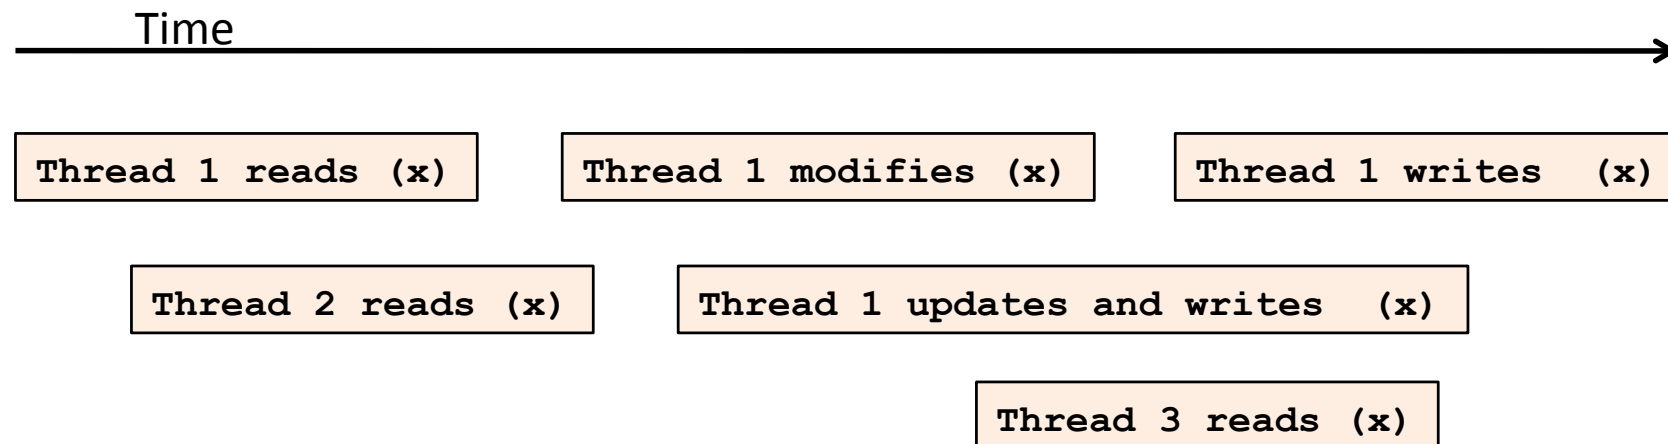 Time
Thread 1 reads (x)
Thread 1 modifies (x)
Thread 1 writes (x)
Thread 2 reads (x)
Thread 1 updates and writes (x)
Thread 3 reads (x)